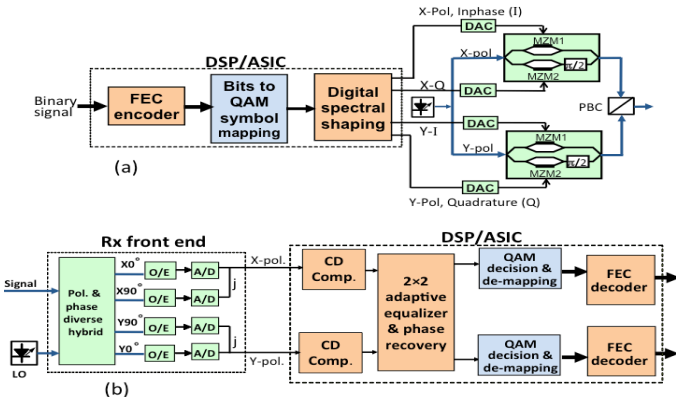 X-Pol, Inphase (I)
DAC
MZM1
X-pol
π/2
MZM2
DSP/ASIC
X-Q
DAC
Binary
signal
FEC
encoder
Bits to
QAM
symbol
mapping
Digital
spectral
shaping
PBC
Y-I
DAC
MZM1
Y-pol
π/2
MZM2
DAC
Y-Pol, Quadrature (Q)
(a)
Rx front end
DSP/ASIC
Signal
LO
Pol. &
phase
diverse
hybrid
X0°
O/E
A/D
X90°
O/E
A/D
j
Y90°
O/E
A/D
j
Y0°
O/E
A/D
X-pol.
Y-pol.
CD
Comp.
CD
Comp.
2×2
adaptive
equalizer
& phase
recovery
QAM
decision &
de-mapping
FEC
decoder
QAM
decision &
de-mapping
FEC
decoder
(b)